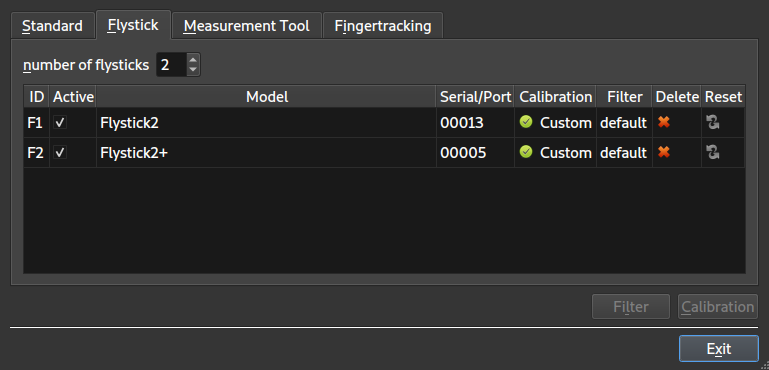 Standard Flystick Measurement Tool Fingertracking
number of flysticks 2
ID Active Model Serial/Port Calibration Filter Delete Reset
F1 Flystick2 00013 Custom default
F2 Flystick2+ 00005 Custom default
Filter Calibration
Exit